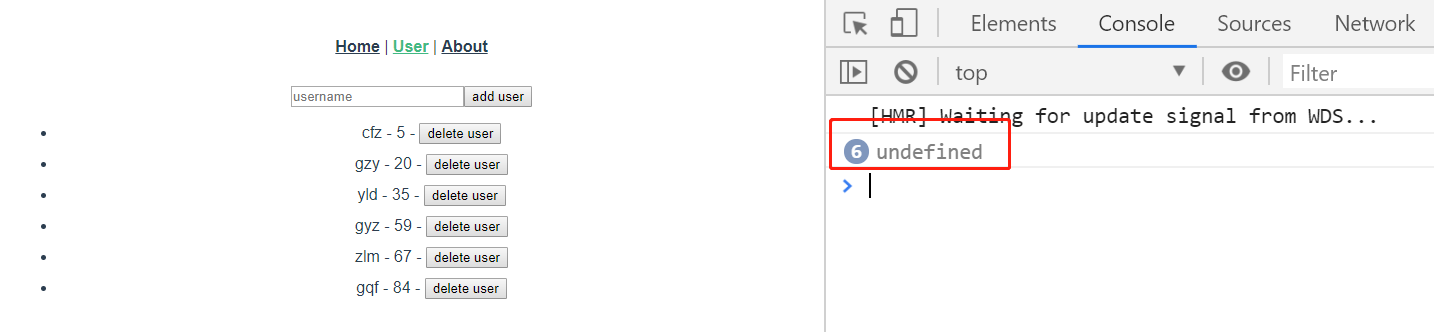 Home | User | About
username add user
cfz - 5 - delete user
gzy - 20 - delete user
yld - 35 - delete user
gyz - 59 - delete user
zlm - 67 - delete user
gqf - 84 - delete user
Elements Console Sources Network
top Filter
[HMR] Waiting for update signal from WDS...
6 undefined